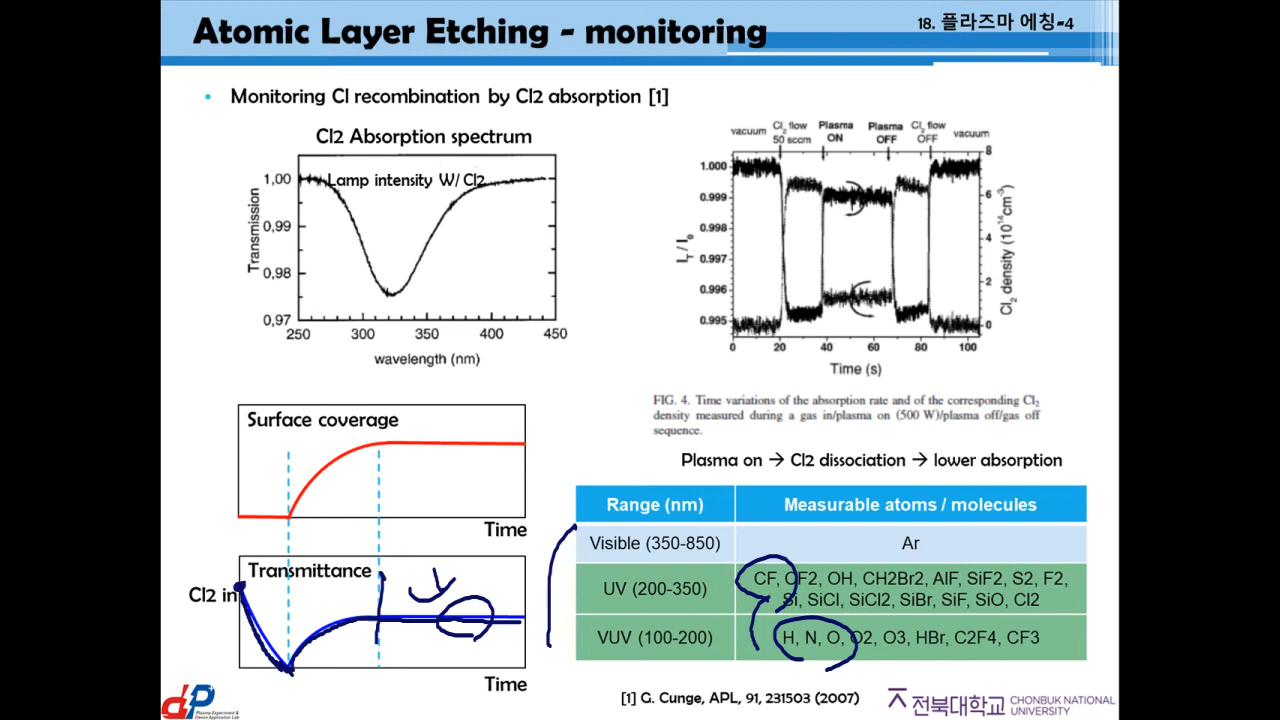 Atomic Layer Etching - monitoring
18. 플라즈마 에칭-4
• Monitoring Cl recombination by Cl2 absorption [1]
Cl2 Absorption spectrum
Lamp intensity W/ Cl2
Transmission
1,00
0,99
0,98
0,97
250 300 350 400 450
wavelength (nm)
vacuum Cl2 flow 50 sccm Plasma ON Plasma OFF Cl2 flow OFF vacuum
IT / I0
1.000
0.999
0.998
0.997
0.996
0.995
8
6
4
2
0
Cl2 density (10^14 cm^-3)
0 20 40 60 80 100
Time (s)
FIG. 4. Time variations of the absorption rate and of the corresponding Cl2
density measured during a gas in/plasma on (500 W)/plasma off/gas off
sequence.
Plasma on → Cl2 dissociation → lower absorption
Surface coverage
Time
Transmittance
Cl2 in
Time
Range (nm) Measurable atoms / molecules
Visible (350-850) Ar
UV (200-350) CF, CF2, OH, CH2Br2, AlF, SiF2, S2, F2,
Si, SiCl, SiCl2, SiBr, SiF, SiO, Cl2
VUV (100-200) H, N, O, O2, O3, HBr, C2F4, CF3
[1] G. Cunge, APL, 91, 231503 (2007)
dP Plasma Experiment &
Device Application Lab
전북대학교 CHONBUK NATIONAL
UNIVERSITY